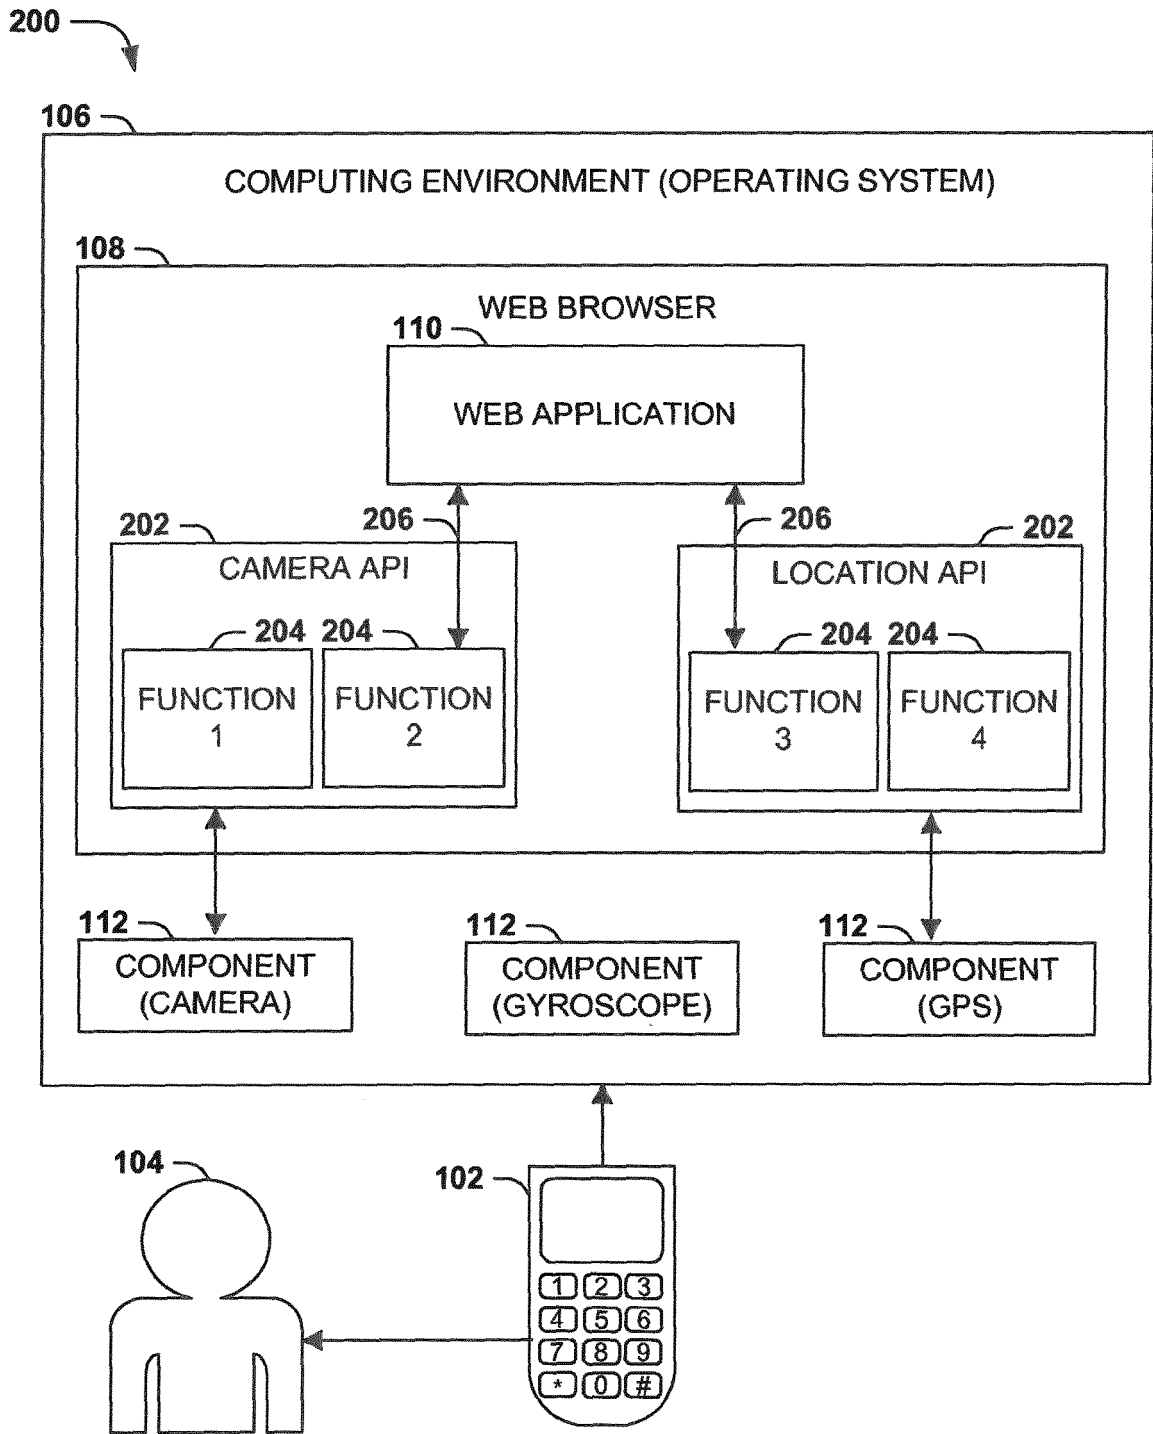 200
106
COMPUTING ENVIRONMENT (OPERATING SYSTEM)
108
WEB BROWSER
110
WEB APPLICATION
202
206
206
202
CAMERA API
LOCATION API
204
204
204
204
FUNCTION
1
FUNCTION
2
FUNCTION
3
FUNCTION
4
112
112
112
COMPONENT
(CAMERA)
COMPONENT
(GYROSCOPE)
COMPONENT
(GPS)
104
102
1 2 3
4 5 6
7 8 9
* 0 #